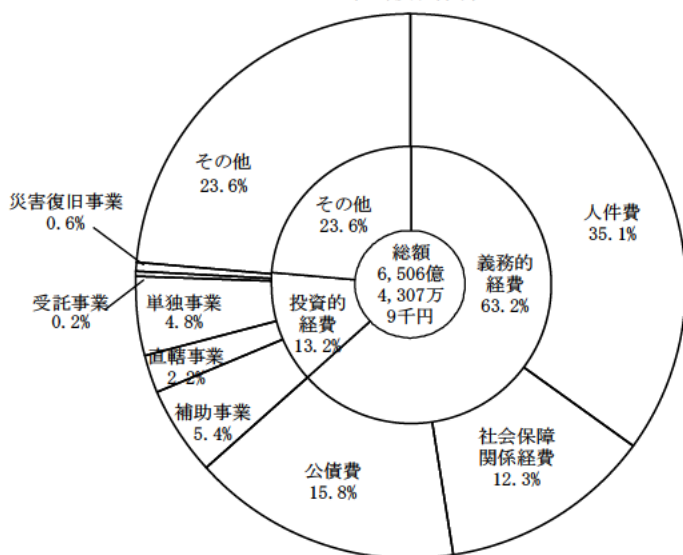 その他
23.6%
災害復旧事業
0.6%
受託事業
0.2%
単独事業
4.8%
直轄事業
2.2%
補助事業
5.4%
公債費
15.8%
社会保障
関係経費
12.3%
人件費
35.1%
その他
23.6%
投資的
経費
13.2%
義務的
経費
63.2%
総額
6,506億
4,307万
9千円